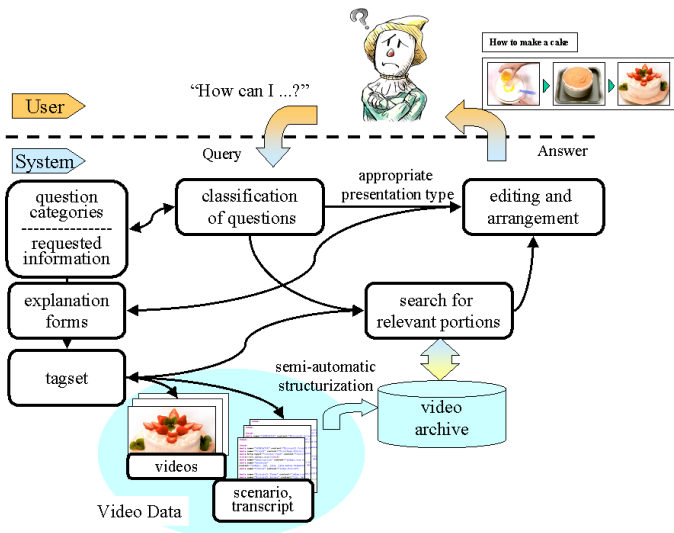 ?
How to make a cake
"How can I ...?"
User
System
Query
Answer
question
categories
requested
information
classification
of questions
appropriate
presentation type
editing and
arrangement
explanation
forms
search for
relevant portions
tagset
semi-automatic
structurization
video
archive
videos
scenario,
transcript
Video Data